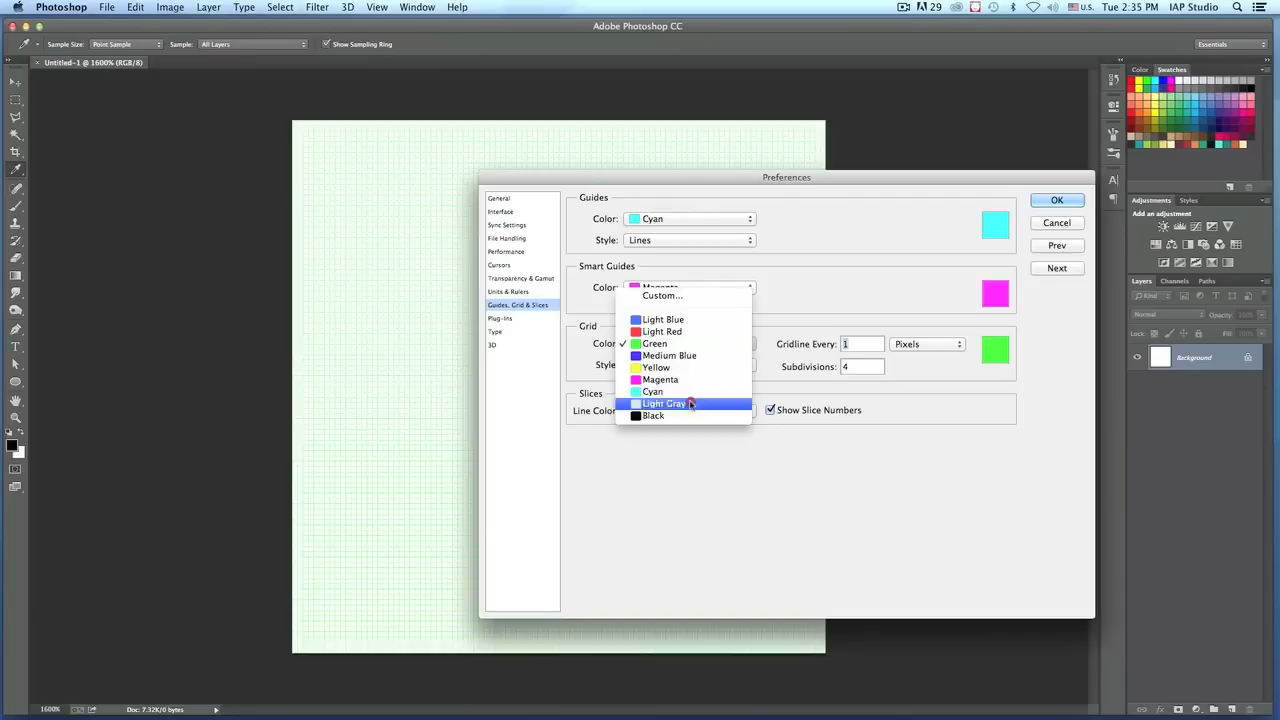 Photoshop File Edit Image Layer Type Select Filter 3D View Window Help 29 U.S. Tue 2:35 PM IAP Studio
Adobe Photoshop CC
Sample Size: Point Sample Sample: All Layers Show Sampling Ring Essentials
× Untitled-1 @ 1600% (RGB/8)
Color Swatches
Preferences
General
Interface
Sync Settings
File Handling
Performance
Cursors
Transparency & Gamut
Units & Rulers
Guides, Grid & Slices
Plug-Ins
Type
3D
Guides
Color: Cyan
Style: Lines
Smart Guides
Color: Magenta
Grid
Color
Style
Gridline Every: 1 Pixels
Subdivisions: 4
Slices
Line Colo
Show Slice Numbers
Custom...
Light Blue
Light Red
Green
Medium Blue
Yellow
Magenta
Cyan
Light Gray
Black
OK
Cancel
Prev
Next
Adjustments Styles
Add an adjustment
Layers Channels Paths
Kind
Normal Opacity: 100%
Lock: Fill: 100%
Background
1600% Doc: 7.32K/0 bytes